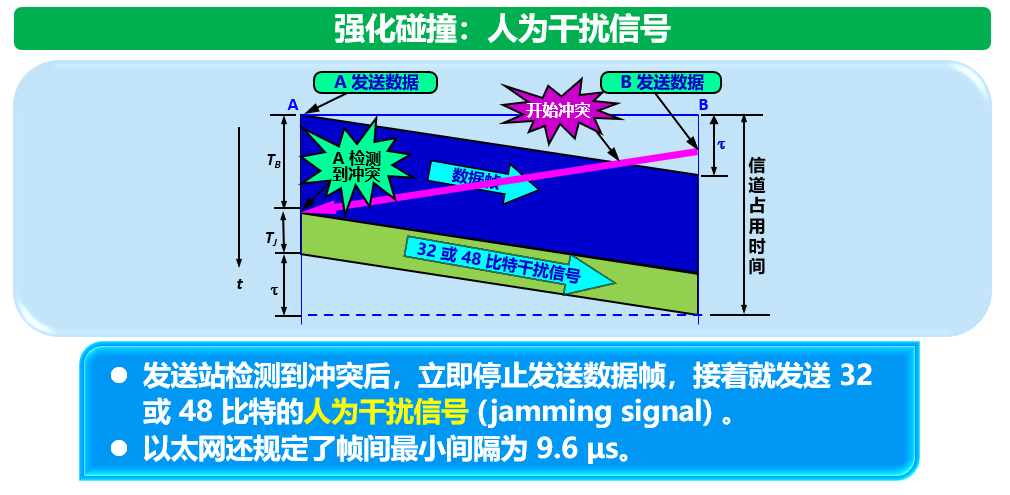 强化碰撞：人为干扰信号
A 发送数据
B 发送数据
A
开始冲突
B
τ
T_B
A 检测
到冲突
数据帧
信道占用时间
T_J
32 或 48 比特干扰信号
t
τ
● 发送站检测到冲突后，立即停止发送数据帧，接着就发送 32
或 48 比特的人为干扰信号 (jamming signal) 。
● 以太网还规定了帧间最小间隔为 9.6 μs。